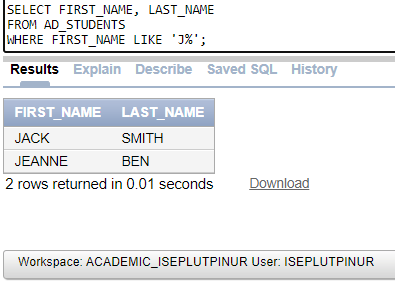 SELECT FIRST_NAME, LAST_NAME
FROM AD_STUDENTS
WHERE FIRST_NAME LIKE 'J%';
Results Explain Describe Saved SQL History
FIRST_NAME LAST_NAME
JACK SMITH
JEANNE BEN
2 rows returned in 0.01 seconds Download
Workspace: ACADEMIC_ISEPLUTPINUR User: ISEPLUTPINUR